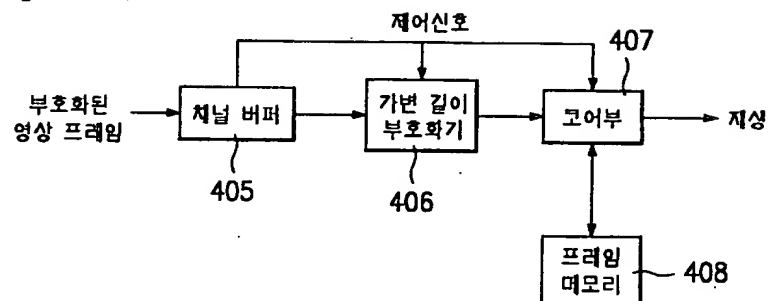 제어신호
407
부호화된
영상 프레임
채널 버퍼
가변 길이
부호화기
코어부
재생
405
406
프레임
메모리
408